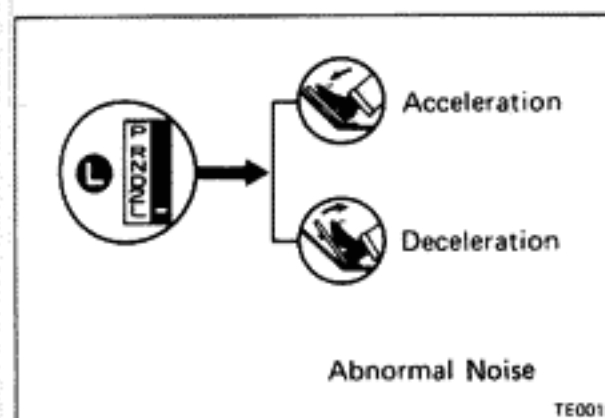 L
P
R
N
D
2
L
Acceleration
Deceleration
Abnormal Noise
TE001